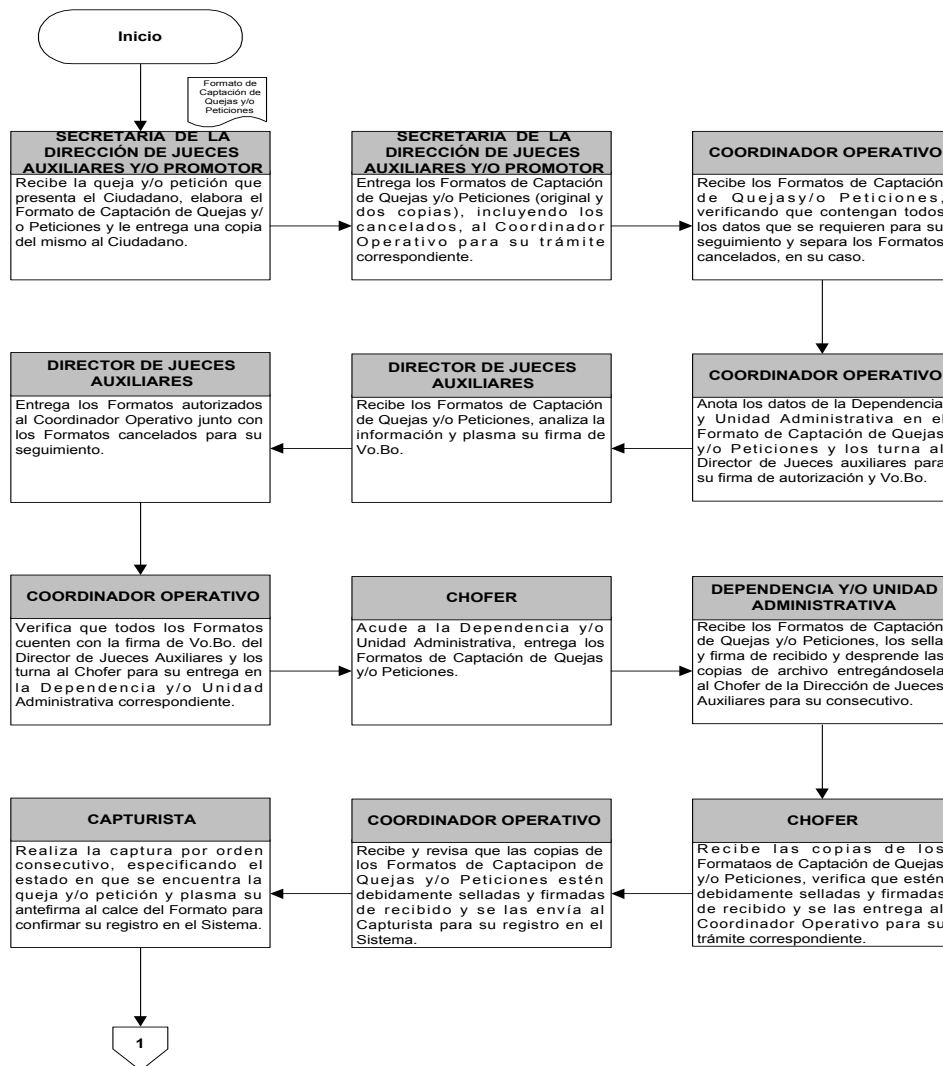 Inicio
Formato de
Captación de
Quejas y/o
Peticiones
SECRETARIA DE LA
DIRECCIÓN DE JUECES
AUXILIARES Y/O PROMOTOR
Recibe la queja y/o petición que
presenta el Ciudadano, elabora el
Formato de Captación de Quejas y/
o Peticiones y le entrega una copia
del mismo al Ciudadano.
SECRETARIA DE LA
DIRECCIÓN DE JUECES
AUXILIARES Y/O PROMOTOR
Entrega los Formatos de Captación
de Quejas y/o Peticiones (original y
dos copias), incluyendo los
cancelados, al Coordinador
Operativo para su trámite
correspondiente.
COORDINADOR OPERATIVO
Recibe los Formatos de Captación
de Quejasy/o Peticiones,
verificando que contengan todos
los datos que se requieren para su
seguimiento y separa los Formatos
cancelados, en su caso.
DIRECTOR DE JUECES
AUXILIARES
Entrega los Formatos autorizados
al Coordinador Operativo junto con
los Formatos cancelados para su
seguimiento.
DIRECTOR DE JUECES
AUXILIARES
Recibe los Formatos de Captación
de Quejas y/o Peticiones, analiza la
información y plasma su firma de
Vo.Bo.
COORDINADOR OPERATIVO
Anota los datos de la Dependencia
y Unidad Administrativa en el
Formato de Captación de Quejas
y/o Peticiones y los turna al
Director de Jueces auxiliares para
su firma de autorización y Vo.Bo.
COORDINADOR OPERATIVO
Verifica que todos los Formatos
cuenten con la firma de Vo.Bo. del
Director de Jueces Auxiliares y los
turna al Chofer para su entrega en
la Dependencia y/o Unidad
Administrativa correspondiente.
CHOFER
Acude a la Dependencia y/o
Unidad Administrativa, entrega los
Formatos de Captación de Quejas
y/o Peticiones.
DEPENDENCIA Y/O UNIDAD
ADMINISTRATIVA
Recibe los Formatos de Captación
de Quejas y/o Peticiones, los sella
y firma de recibido y desprende las
copias de archivo entregándosela
al Chofer de la Dirección de Jueces
Auxiliares para su consecutivo.
CAPTURISTA
Realiza la captura por orden
consecutivo, especificando el
estado en que se encuentra la
queja y/o petición y plasma su
antefirma al calce del Formato para
confirmar su registro en el Sistema.
COORDINADOR OPERATIVO
Recibe y revisa que las copias de
los Formatos de Captacipon de
Quejas y/o Peticiones estén
debidamente selladas y firmadas
de recibido y se las envía al
Capturista para su registro en el
Sistema.
CHOFER
Recibe las copias de los
Formataos de Captación de Quejas
y/o Peticiones, verifica que estén
debidamente selladas y firmadas
de recibido y se las entrega al
Coordinador Operativo para su
trámite correspondiente.
1